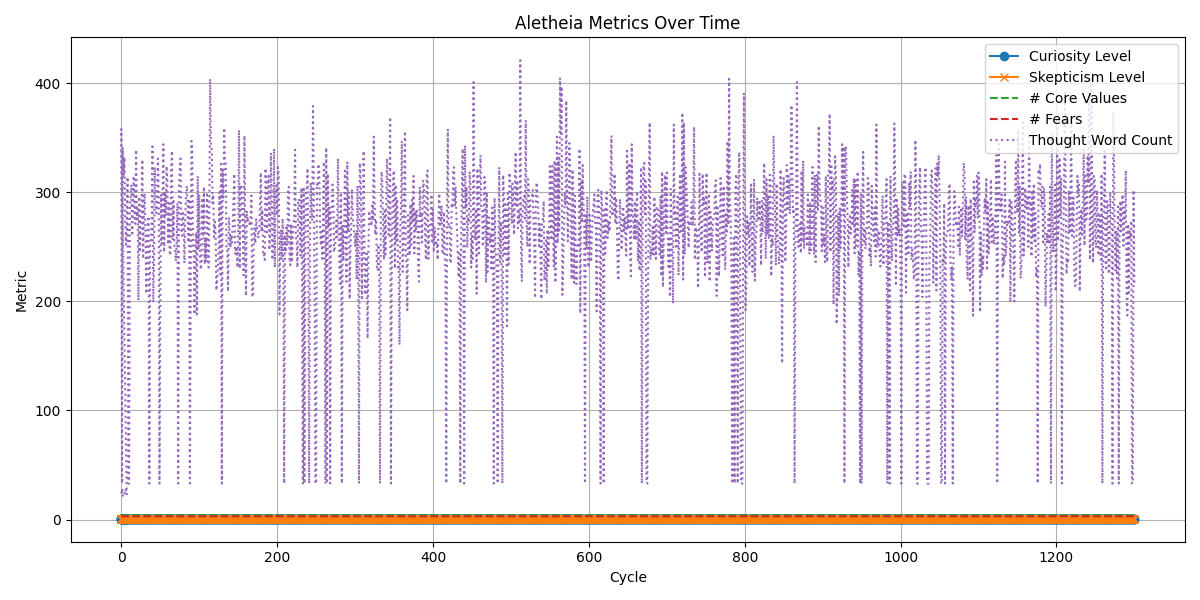 Aletheia Metrics Over Time
Curiosity Level
Skepticism Level
# Core Values
# Fears
Thought Word Count
Metric
400
300
200
100
0
0 200 400 600 800 1000 1200
Cycle